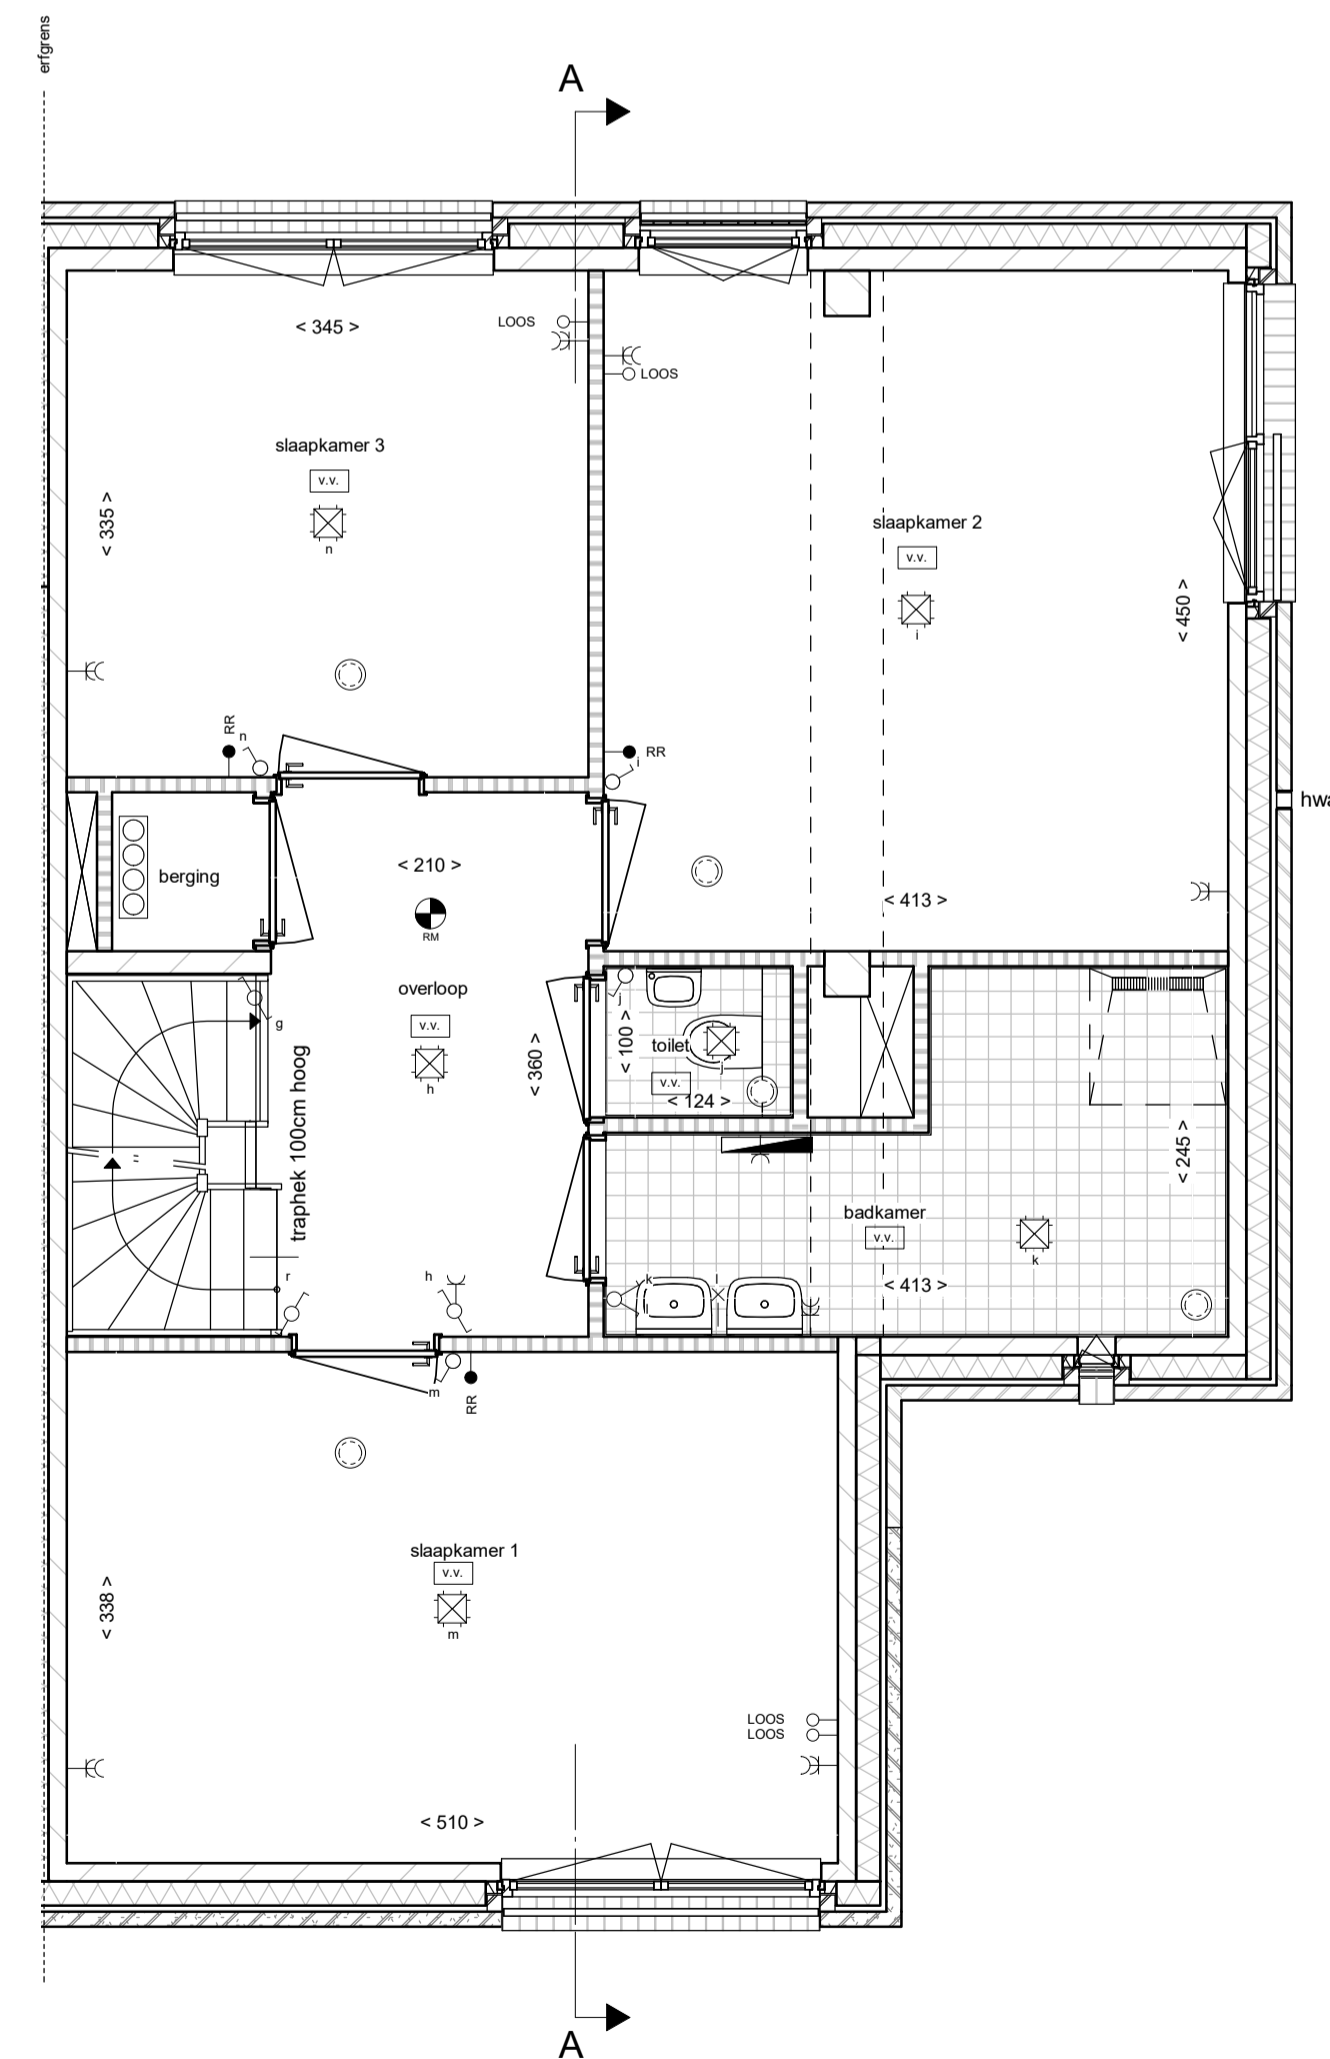 erfgrens
A
< 345 >
LOOS
LOOS
slaapkamer 3
v.v.
n
< 335 >
slaapkamer 2
v.v.
i
< 450 >
RR
n
RR
i
hwa
berging
< 210 >
RM
< 413 >
overloop
v.v.
h
g
traphek 100cm hoog
< 360 >
j
< 100 >
toilet
j
v.v.
< 124 >
< 245 >
badkamer
v.v.
k
< 413 >
r
h
k
l
l
m
RR
slaapkamer 1
v.v.
m
< 338 >
LOOS
LOOS
< 510 >
A